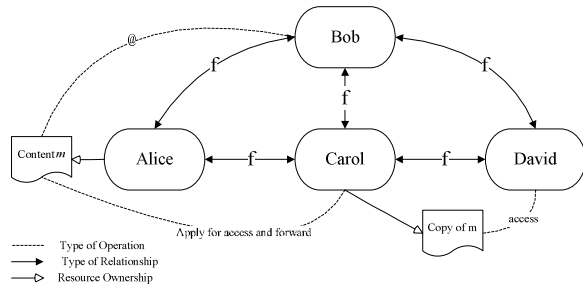 @
Bob
f
f
f
Content m
Alice
f
Carol
f
David
Apply for access and forward
Copy of m
access
Type of Operation
Type of Relationship
Resource Ownership